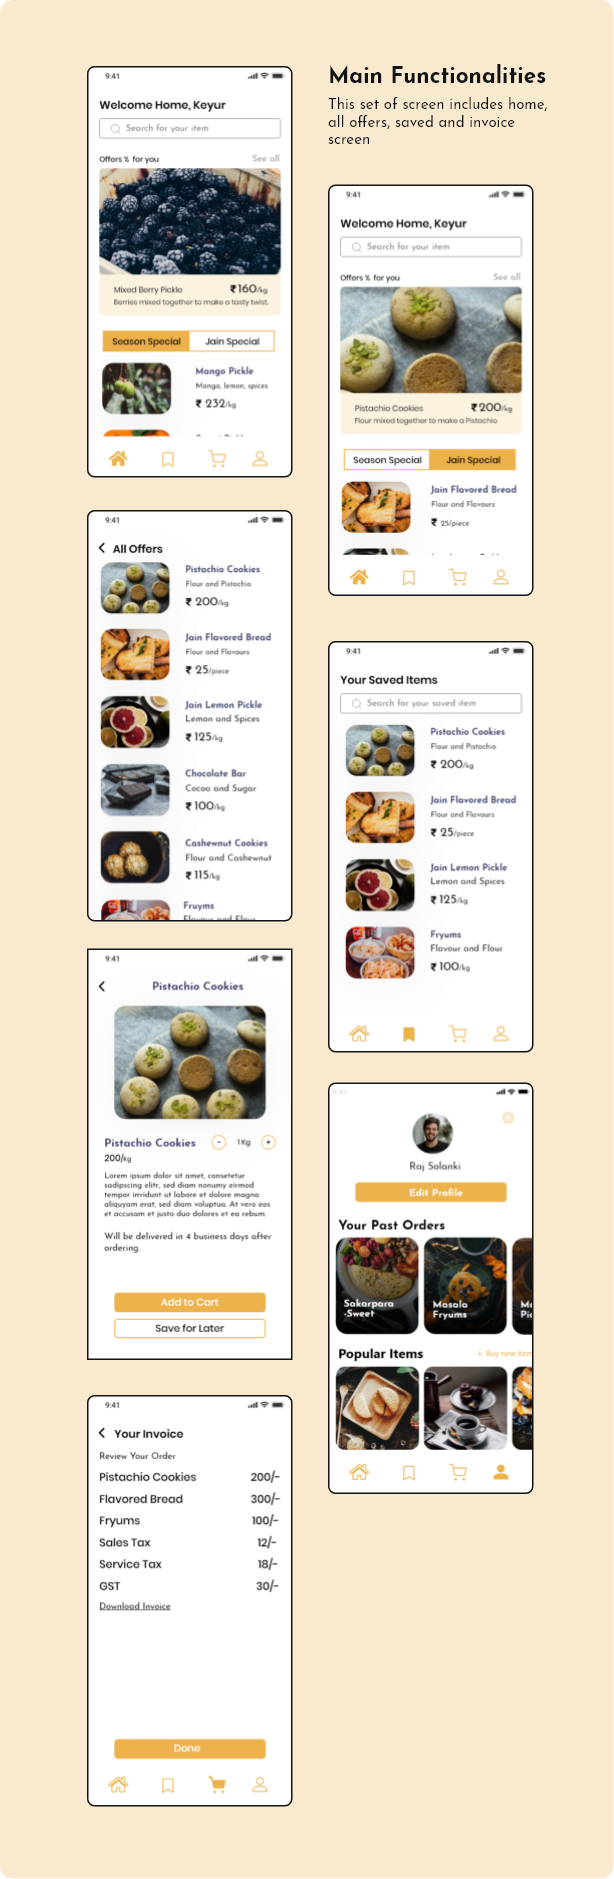 Main Functionalities
This set of screen includes home,
all offers, saved and invoice
screen
9:41
Welcome Home, Keyur
Search for your item
Offers % for you See all
Mixed Berry Pickle ₹160/kg
Berries mixed together to make a tasty twist.
Season Special Jain Special
Mango Pickle
Mango, lemon, spices
₹ 232/kg
9:41
Welcome Home, Keyur
Search for your item
Offers % for you See all
Pistachio Cookies ₹200/kg
Flour mixed together to make a Pistachio
Season Special Jain Special
Jain Flavored Bread
Flour and Flavours
₹ 25/piece
9:41
All Offers
Pistachio Cookies
Flour and Pistachio
₹ 200/kg
Jain Flavored Bread
Flour and Flavours
₹ 25/piece
Jain Lemon Pickle
Lemon and Spices
₹ 125/kg
Chocolate Bar
Cocoa and Sugar
₹ 100/kg
Cashewnut Cookies
Flour and Cashewnut
₹ 115/kg
Fruyms
Flavour and Flour
9:41
Your Saved Items
Search for your saved item
Pistachio Cookies
Flour and Pistachio
₹ 200/kg
Jain Flavored Bread
Flour and Flavours
₹ 25/piece
Jain Lemon Pickle
Lemon and Spices
₹ 125/kg
Fryums
Flavour and Flour
₹ 100/kg
9:41
Pistachio Cookies
Pistachio Cookies - 1 Kg +
200/Kg
Lorem ipsum dolor sit amet, consetetur
sadipscing elitr, sed diam nonumy eirmod
tempor invidunt ut labore et dolore magna
aliquyam erat, sed diam voluptua. At vero eos
et accusam et justo duo dolores et ea rebum.
Will be delivered in 4 business days after
ordering.
Add to Cart
Save for Later
9:41
Raj Solanki
Edit Profile
Your Past Orders
Sakarpara
-Sweet
Masala
Fryums
Popular Items + Buy new item
9:41
Your Invoice
Review Your Order
Pistachio Cookies 200/-
Flavored Bread 300/-
Fryums 100/-
Sales Tax 12/-
Service Tax 18/-
GST 30/-
Download Invoice
Done